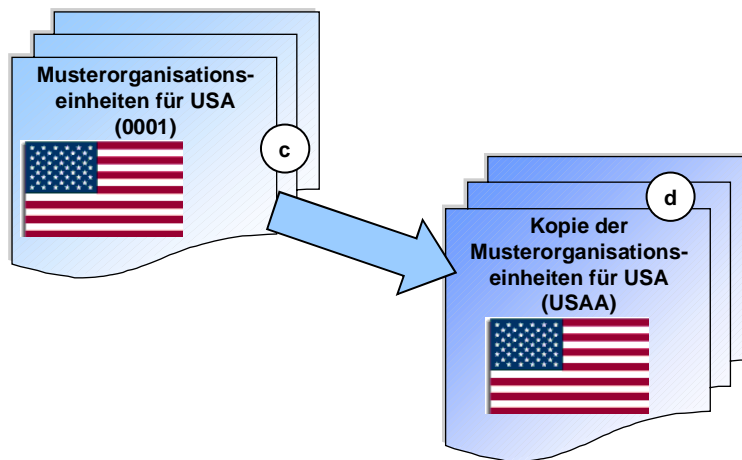 Musterorganisations-
einheiten für USA
(0001)
c
d
Kopie der
Musterorganisations-
einheiten für USA
(USAA)